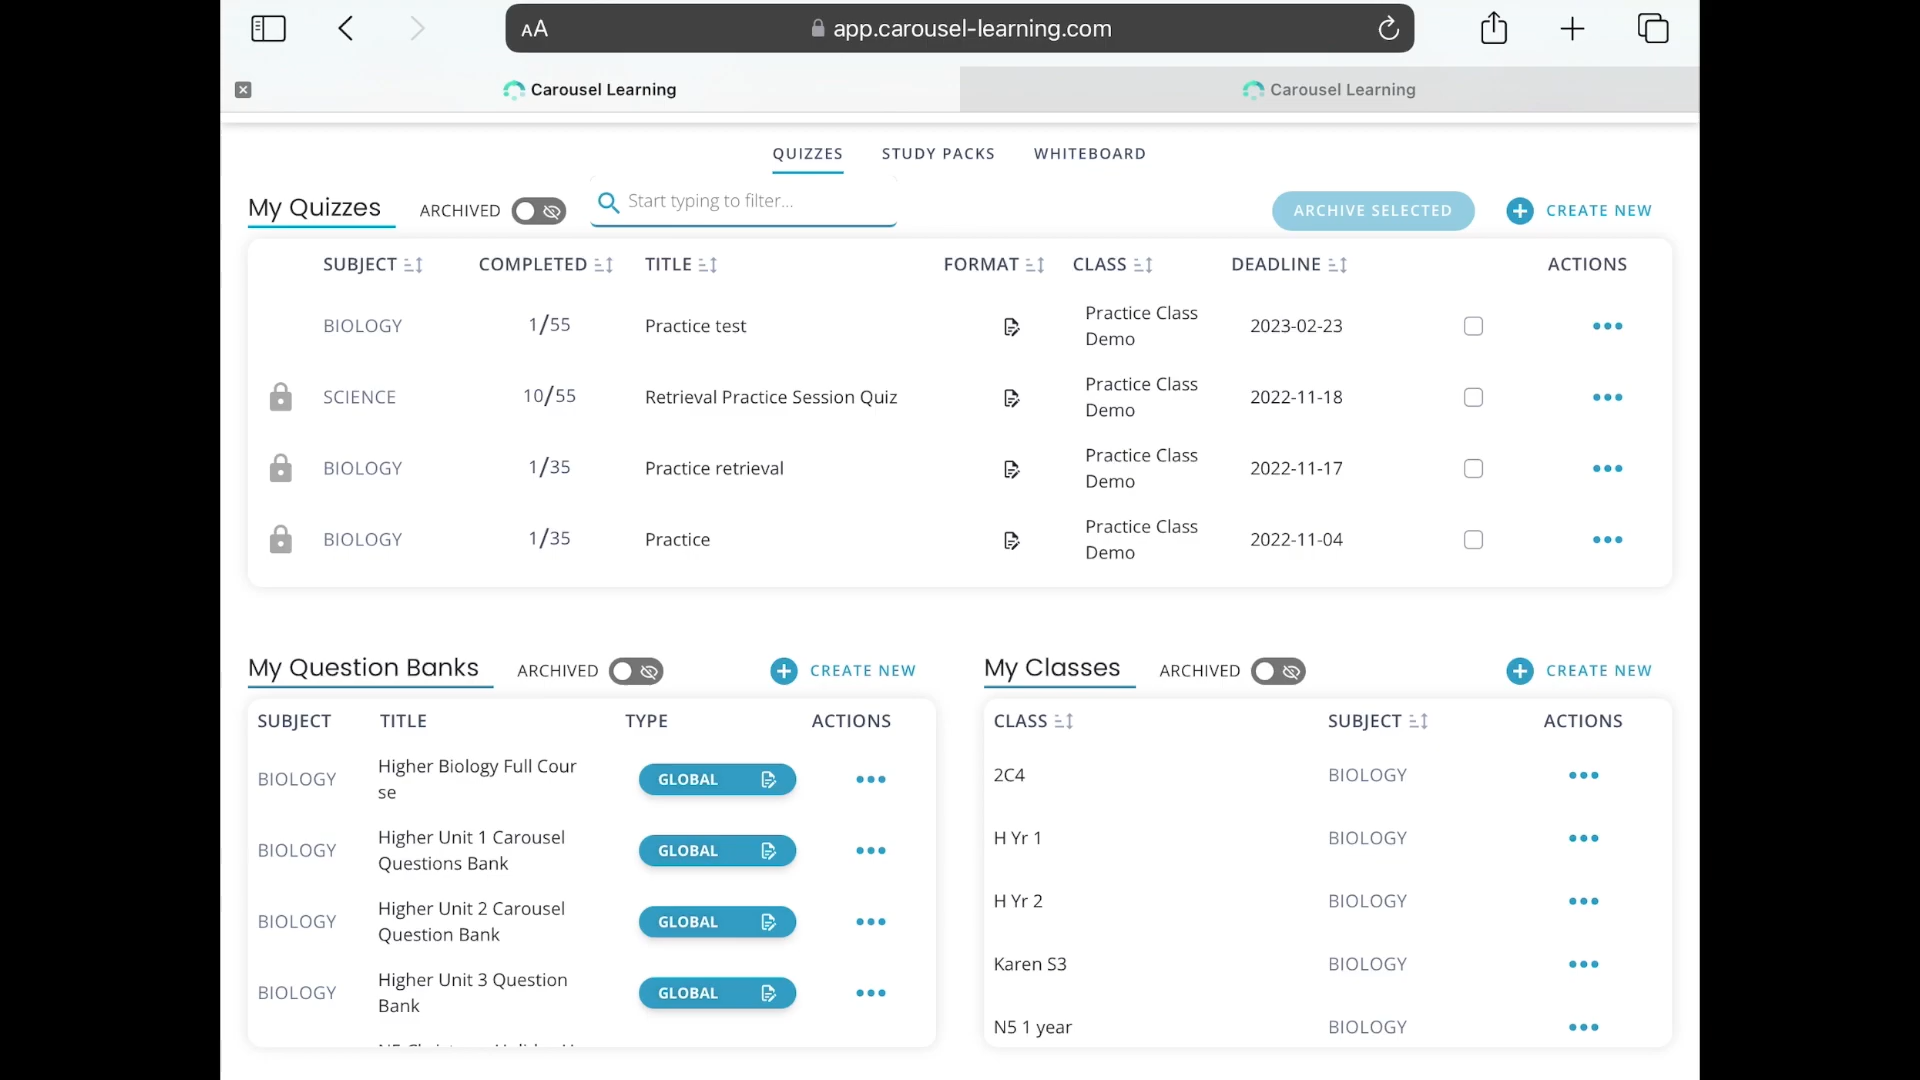 AA app.carousel-learning.com
Carousel Learning Carousel Learning
QUIZZES STUDY PACKS WHITEBOARD
My Quizzes ARCHIVED Start typing to filter... ARCHIVE SELECTED CREATE NEW
SUBJECT COMPLETED TITLE FORMAT CLASS DEADLINE ACTIONS
BIOLOGY 1/55 Practice test Practice Class Demo 2023-02-23
SCIENCE 10/55 Retrieval Practice Session Quiz Practice Class Demo 2022-11-18
BIOLOGY 1/35 Practice retrieval Practice Class Demo 2022-11-17
BIOLOGY 1/35 Practice Practice Class Demo 2022-11-04
My Question Banks ARCHIVED CREATE NEW
SUBJECT TITLE TYPE ACTIONS
BIOLOGY Higher Biology Full Cour
se GLOBAL
BIOLOGY Higher Unit 1 Carousel
Questions Bank GLOBAL
BIOLOGY Higher Unit 2 Carousel
Question Bank GLOBAL
BIOLOGY Higher Unit 3 Question
Bank GLOBAL
My Classes ARCHIVED CREATE NEW
CLASS SUBJECT ACTIONS
2C4 BIOLOGY
H Yr 1 BIOLOGY
H Yr 2 BIOLOGY
Karen S3 BIOLOGY
N5 1 year BIOLOGY